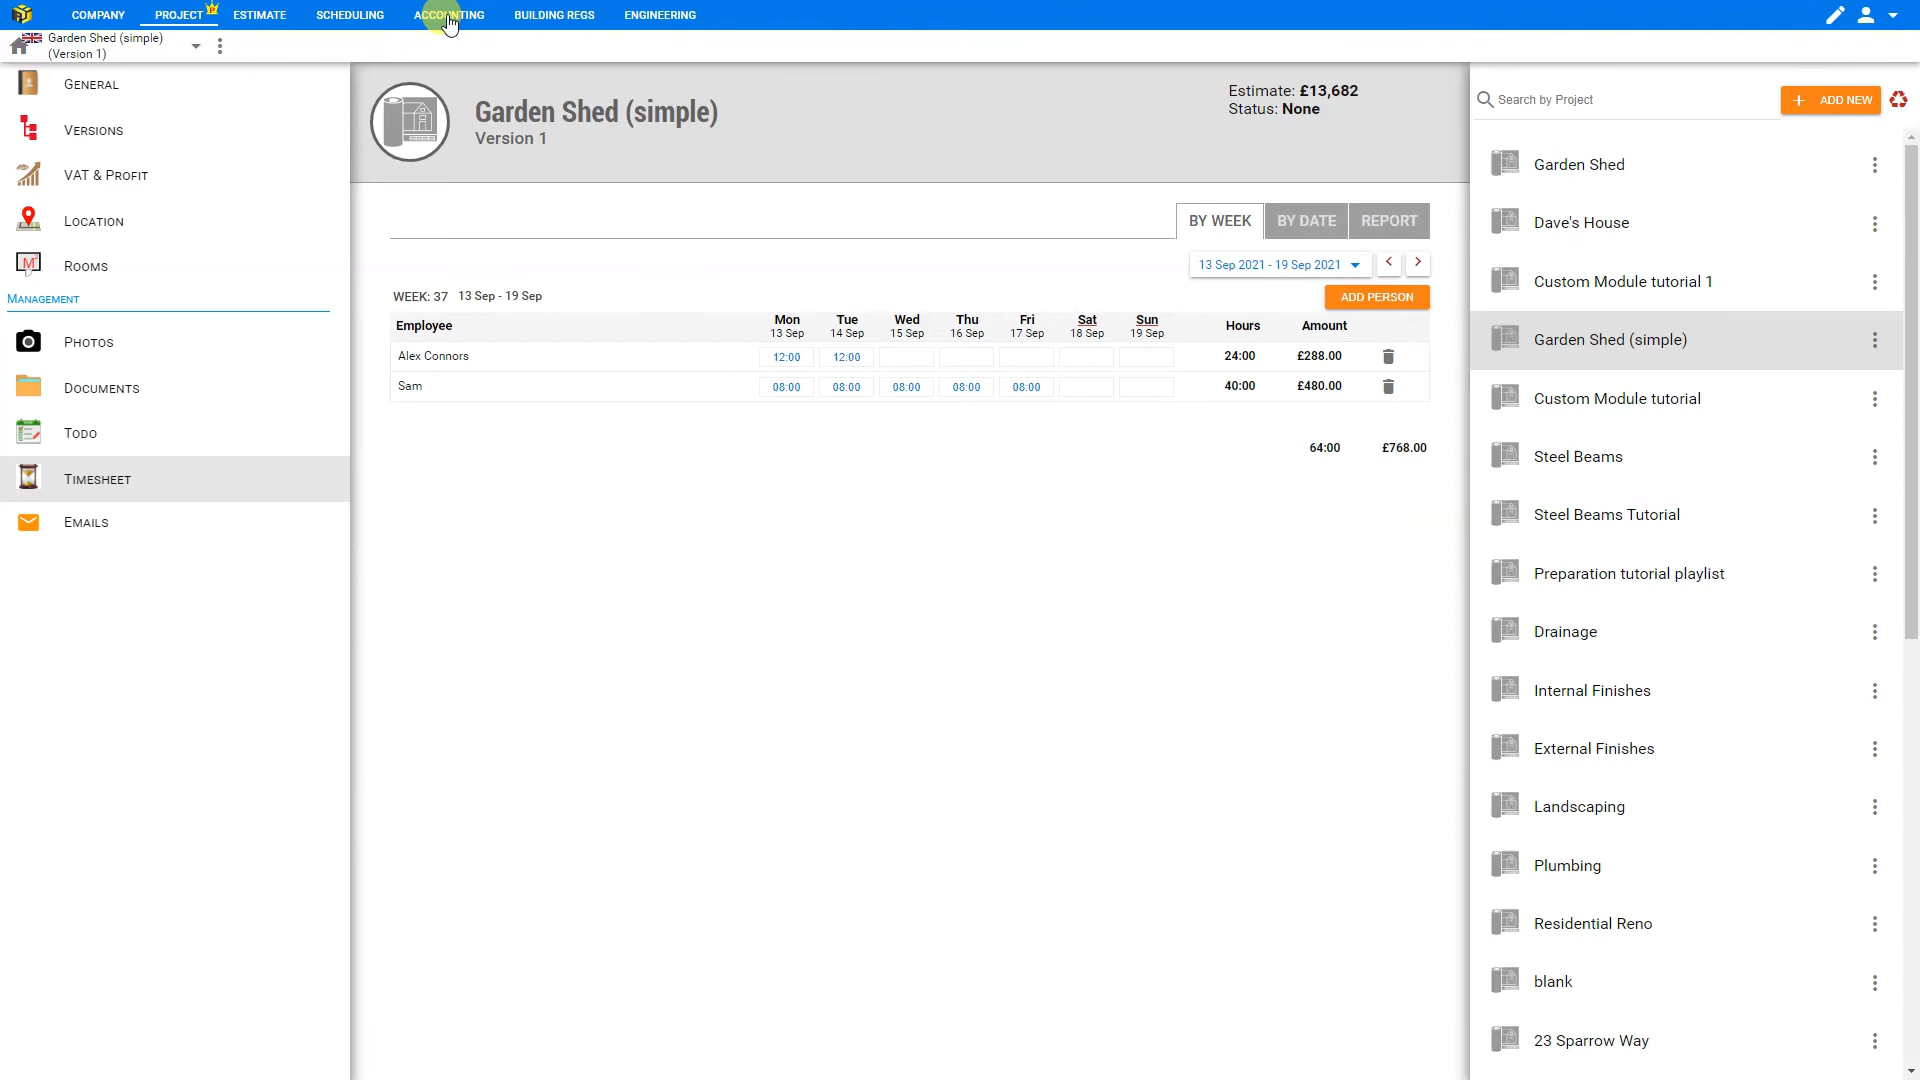 COMPANY PROJECT P ESTIMATE SCHEDULING ACCOUNTING BUILDING REGS ENGINEERING
Garden Shed (simple)
(Version 1)
General
Versions
VAT & Profit
Location
Rooms
Management
Photos
Documents
Todo
Timesheet
Emails
Garden Shed (simple)
Version 1
Estimate: £13,682
Status: None
BY WEEK BY DATE REPORT
13 Sep 2021 - 19 Sep 2021
WEEK: 37 13 Sep - 19 Sep
ADD PERSON
Employee Mon Tue Wed Thu Fri Sat Sun Hours Amount
13 Sep 14 Sep 15 Sep 16 Sep 17 Sep 18 Sep 19 Sep
Alex Connors 12:00 12:00 24:00 £288.00
Sam 08:00 08:00 08:00 08:00 08:00 40:00 £480.00
64:00 £768.00
Search by Project
+ ADD NEW
Garden Shed
Dave's House
Custom Module tutorial 1
Garden Shed (simple)
Custom Module tutorial
Steel Beams
Steel Beams Tutorial
Preparation tutorial playlist
Drainage
Internal Finishes
External Finishes
Landscaping
Plumbing
Residential Reno
blank
23 Sparrow Way